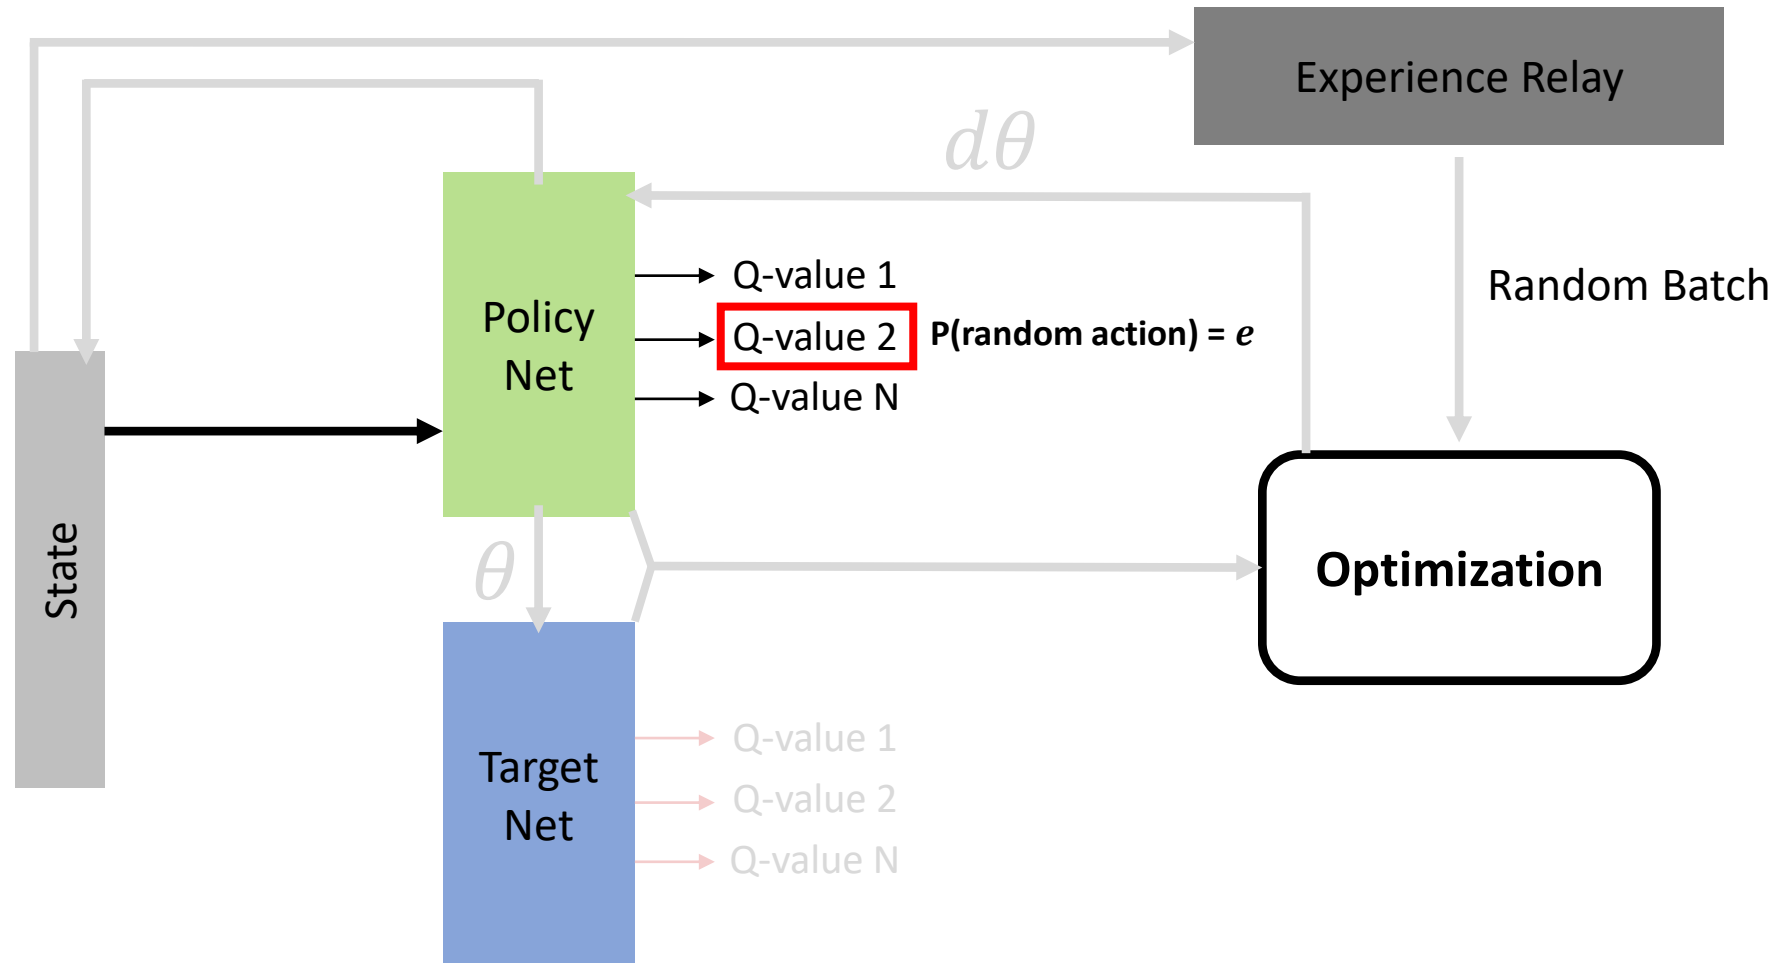 Experience Relay
dθ
Q-value 1
Policy
Net
Q-value 2
P(random action) = e
Q-value N
Random Batch
State
θ
Optimization
Target
Net
Q-value 1
Q-value 2
Q-value N